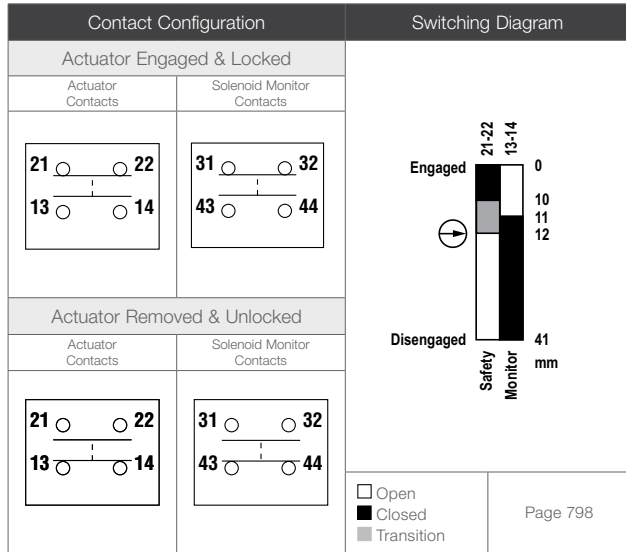 Contact Configuration
Switching Diagram
Actuator Engaged & Locked
Actuator Contacts
Solenoid Monitor Contacts
21 22
13 14
31 32
43 44
Actuator Removed & Unlocked
Actuator Contacts
Solenoid Monitor Contacts
21 22
13 14
31 32
43 44
21-22
13-14
Engaged
0
10
11
12
Disengaged
41
mm
Safety
Monitor
Open
Closed
Transition
Page 798